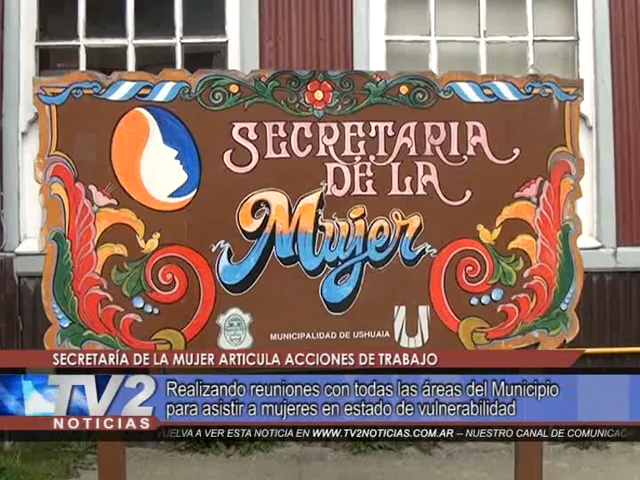 SECRETARIA
DE LA
Mujer
MUNICIPALIDAD DE USHUAIA
SECRETARÍA DE LA MUJER ARTICULA ACCIONES DE TRABAJO
TV2
NOTICIAS
Realizando reuniones con todas las áreas del Municipio
para asistir a mujeres en estado de vulnerabilidad
VUELVA A VER ESTA NOTICIA EN WWW.TV2NOTICIAS.COM.AR – NUESTRO CANAL DE COMUNICAC